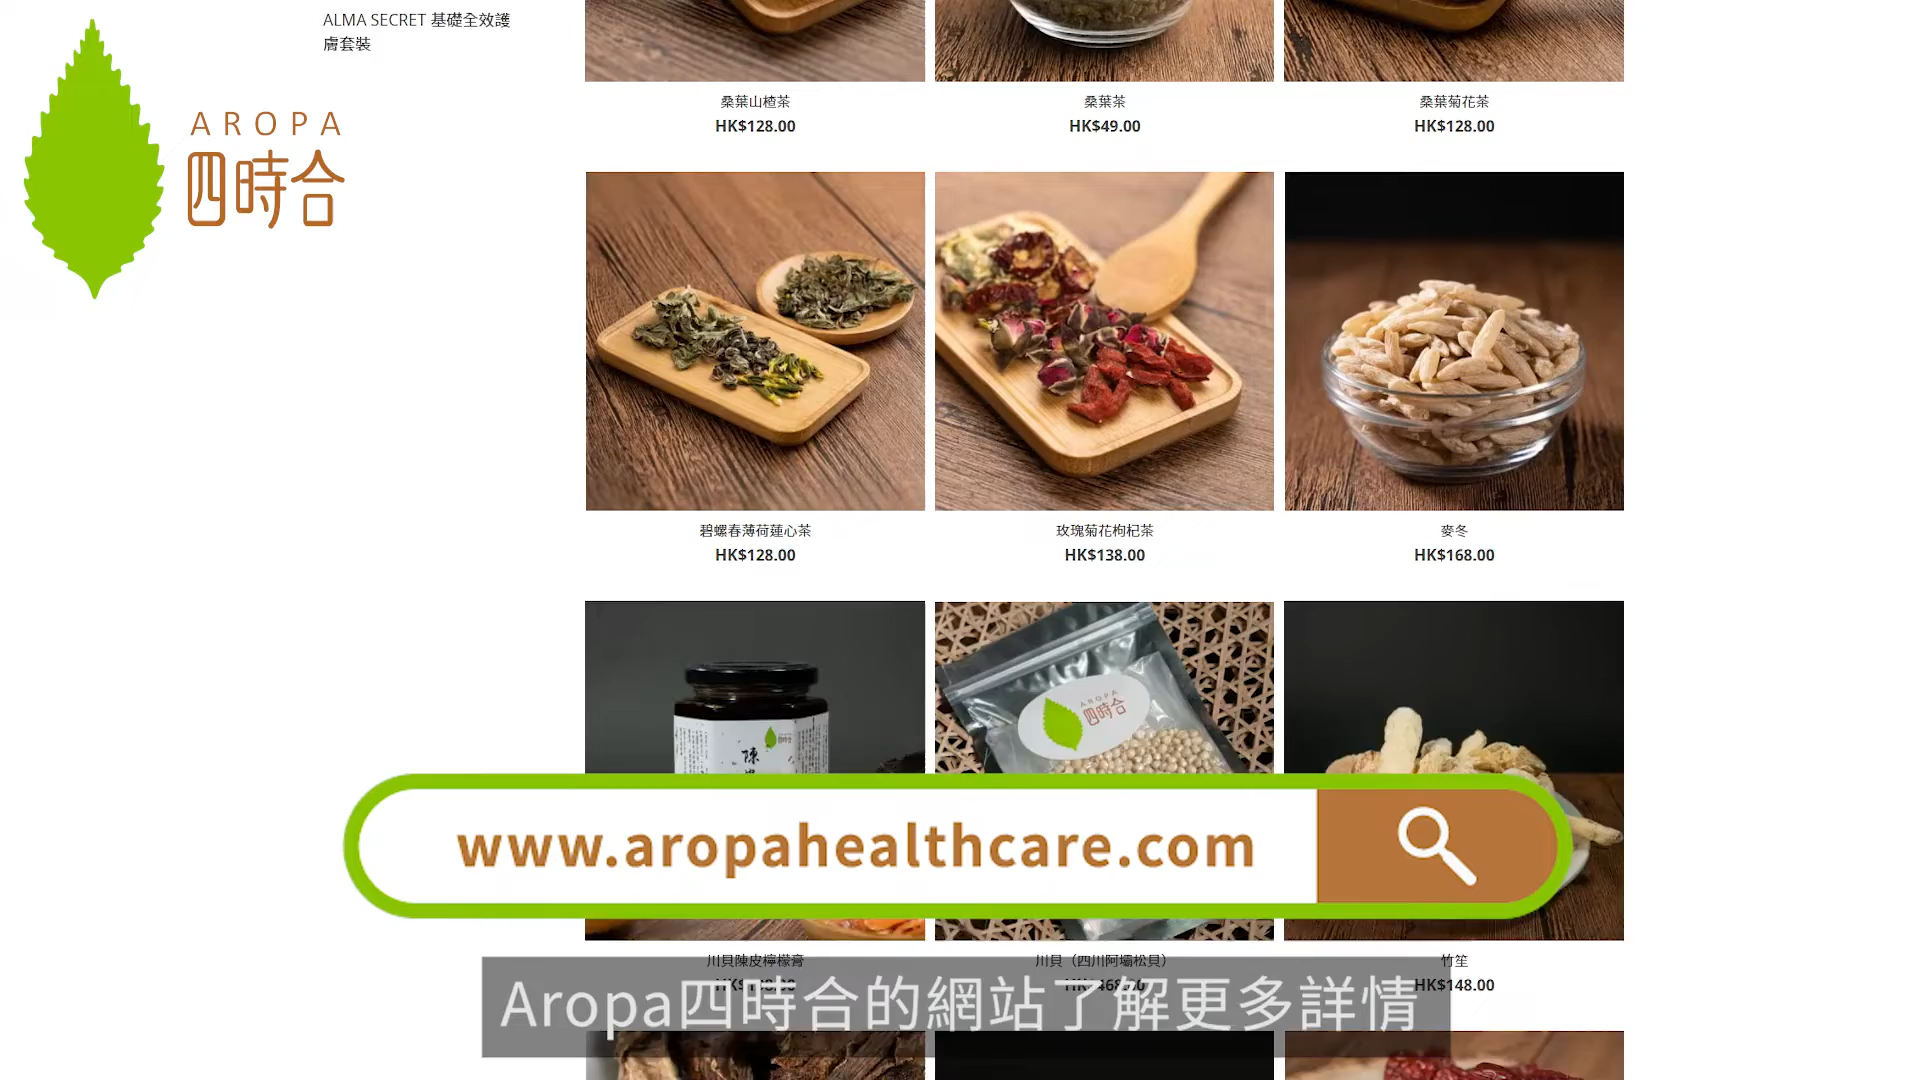 ALMA SECRET 基礎全效護
膚套裝
AROPA
四時合
桑葉山楂茶
HK$128.00
桑葉茶
HK$49.00
桑葉菊花茶
HK$128.00
碧螺春薄荷蓮心茶
HK$128.00
玫瑰菊花枸杞茶
HK$138.00
麥冬
HK$168.00
AROPA
四時合
www.aropahealthcare.com
川貝陳皮檸檬膏
川貝（四川阿壩松貝）
竹笙
HK$148.00
Aropa四時合的網站了解更多詳情